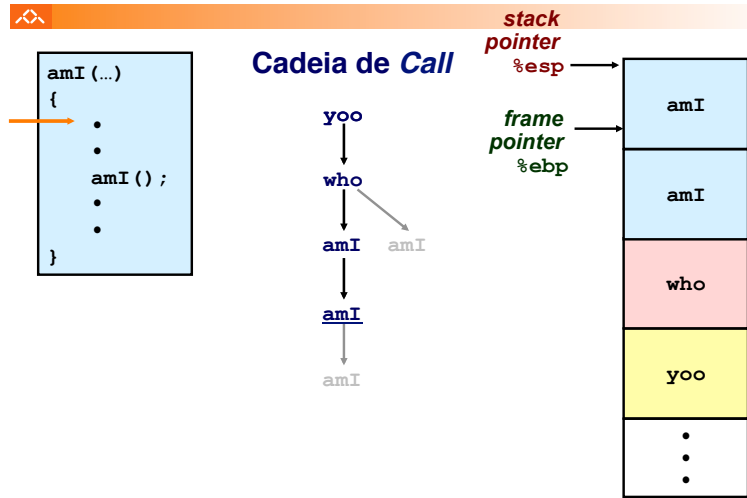 amI(…)
{
•
•
amI();
•
•
}
Cadeia de Call
yoo
who
amI amI
amI
amI
stack
pointer
%esp
frame
pointer
%ebp
amI
amI
who
yoo
•
•
•